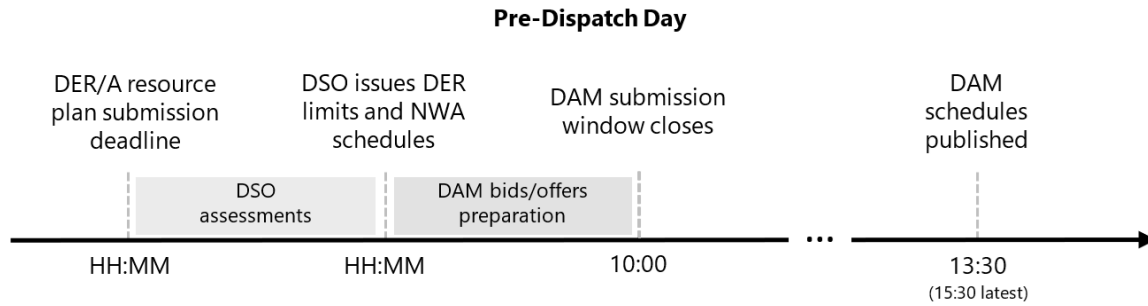 Pre-Dispatch Day
DER/A resource
plan submission
deadline
DSO issues DER
limits and NWA
schedules
DAM submission
window closes
DAM
schedules
published
DSO
assessments
DAM bids/offers
preparation
...
HH:MM
HH:MM
10:00
13:30
(15:30 latest)